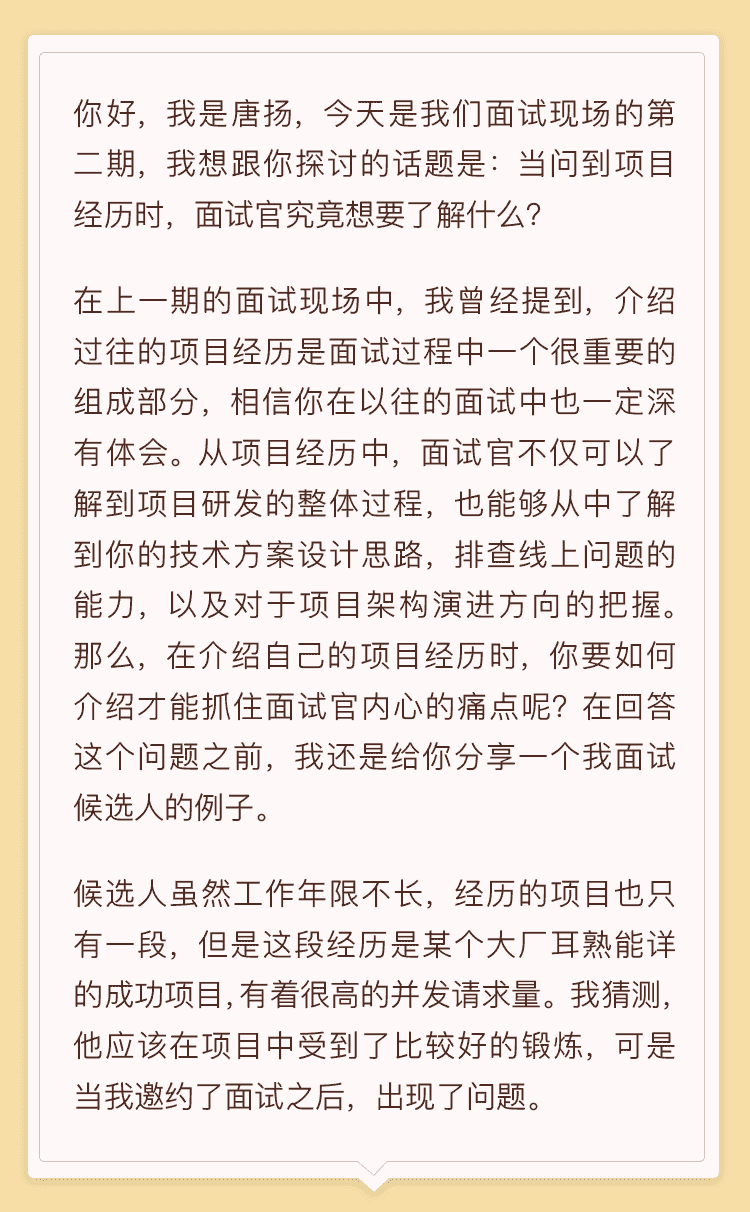 你好，我是唐扬，今天是我们面试现场的第
二期，我想跟你探讨的话题是：当问到项目
经历时，面试官究竟想要了解什么？
在上一期的面试现场中，我曾经提到，介绍
过往的项目经历是面试过程中一个很重要的
组成部分，相信你在以往的面试中也一定深
有体会。从项目经历中，面试官不仅可以了
解到项目研发的整体过程，也能够从中了解
到你的技术方案设计思路，排查线上问题的
能力，以及对于项目架构演进方向的把握。
那么，在介绍自己的项目经历时，你要如何
介绍才能抓住面试官内心的痛点呢？在回答
这个问题之前，我还是给你分享一个我面试
候选人的例子。
候选人虽然工作年限不长，经历的项目也只
有一段，但是这段经历是某个大厂耳熟能详
的成功项目,有着很高的并发请求量。我猜测，
他应该在项目中受到了比较好的锻炼，可是
当我邀约了面试之后，出现了问题。